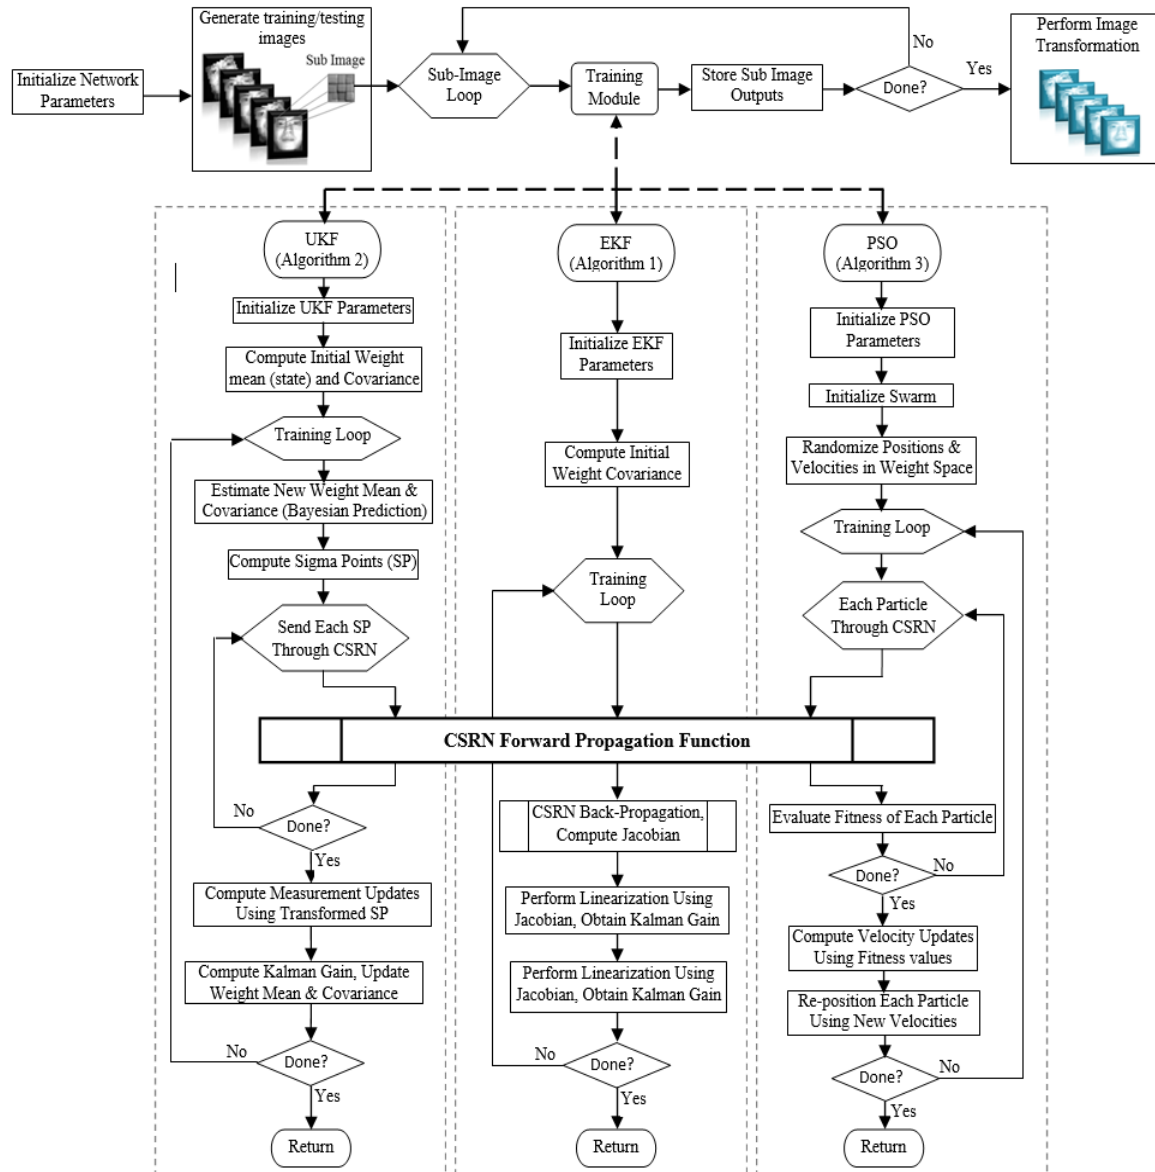 Initialize Network
Parameters
Generate training/testing
images
Sub Image
Sub-Image
Loop
Training
Module
Store Sub Image
Outputs
Done?
No
Yes
Perform Image
Transformation
UKF
(Algorithm 2)
Initialize UKF Parameters
Compute Initial Weight
mean (state) and Covariance
Training Loop
Estimate New Weight Mean &
Covariance (Bayesian Prediction)
Compute Sigma Points (SP)
Send Each SP
Through CSRN
EKF
(Algorithm 1)
Initialize EKF
Parameters
Compute Initial
Weight Covariance
Training
Loop
PSO
(Algorithm 3)
Initialize PSO
Parameters
Initialize Swarm
Randomize Positions &
Velocities in Weight Space
Training Loop
Each Particle
Through CSRN
CSRN Forward Propagation Function
No
Done?
Yes
Compute Measurement Updates
Using Transformed SP
Compute Kalman Gain, Update
Weight Mean & Covariance
No
Done?
Yes
Return
CSRN Back-Propagation,
Compute Jacobian
Perform Linearization Using
Jacobian, Obtain Kalman Gain
Perform Linearization Using
Jacobian, Obtain Kalman Gain
No
Done?
Yes
Return
Evaluate Fitness of Each Particle
Done?
No
Yes
Compute Velocity Updates
Using Fitness values
Re-position Each Particle
Using New Velocities
Done?
No
Yes
Return